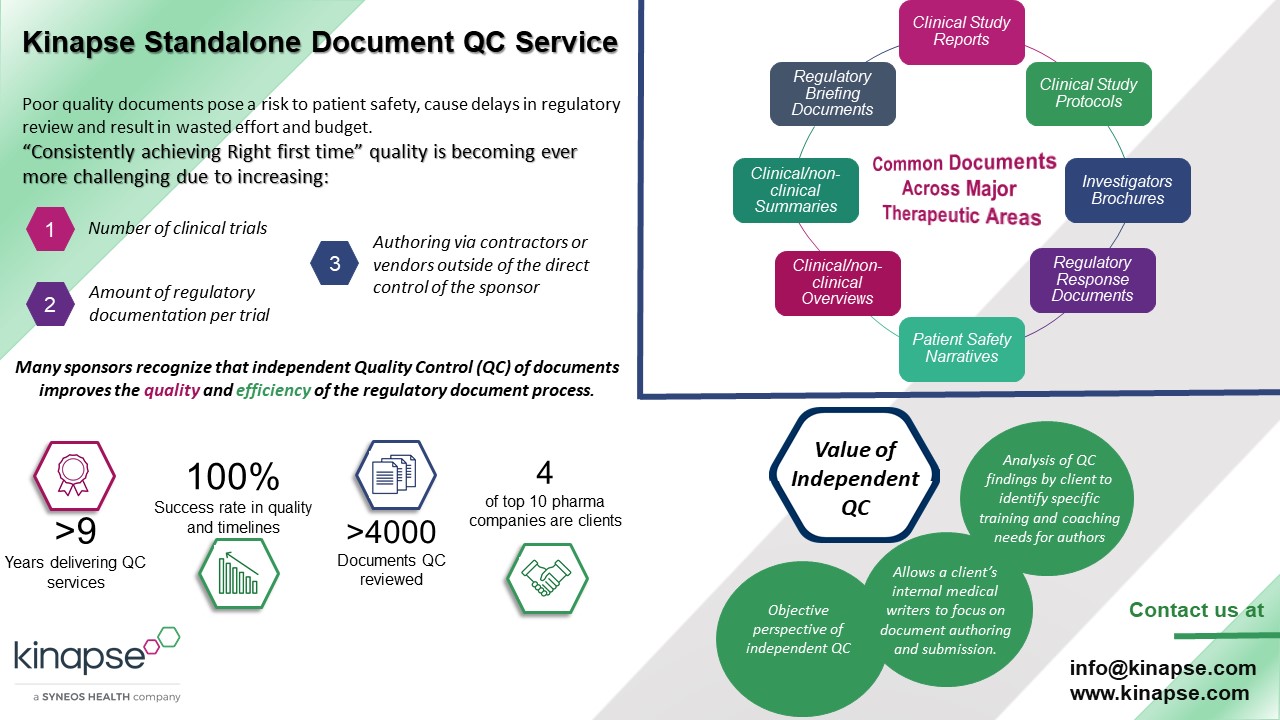 Kinapse Standalone Document QC Service
Poor quality documents pose a risk to patient safety, cause delays in regulatory
review and result in wasted effort and budget.
“Consistently achieving Right first time” quality is becoming ever
more challenging due to increasing:
1
Number of clinical trials
2
Amount of regulatory
documentation per trial
3
Authoring via contractors or
vendors outside of the direct
control of the sponsor
Many sponsors recognize that independent Quality Control (QC) of documents
improves the quality and efficiency of the regulatory document process.
>9
Years delivering QC
services
100%
Success rate in quality
and timelines
>4000
Documents QC
reviewed
4
of top 10 pharma
companies are clients
kinapse
a SYNEOS HEALTH company
Common Documents
Across Major
Therapeutic Areas
Clinical Study
Reports
Clinical Study
Protocols
Investigators
Brochures
Regulatory
Response
Documents
Patient Safety
Narratives
Clinical/non-
clinical
Overviews
Clinical/non-
clinical
Summaries
Regulatory
Briefing
Documents
Value of
Independent
QC
Analysis of QC
findings by client to
identify specific
training and coaching
needs for authors
Allows a client’s
internal medical
writers to focus on
document authoring
and submission.
Objective
perspective of
independent QC
Contact us at
info@kinapse.com
www.kinapse.com